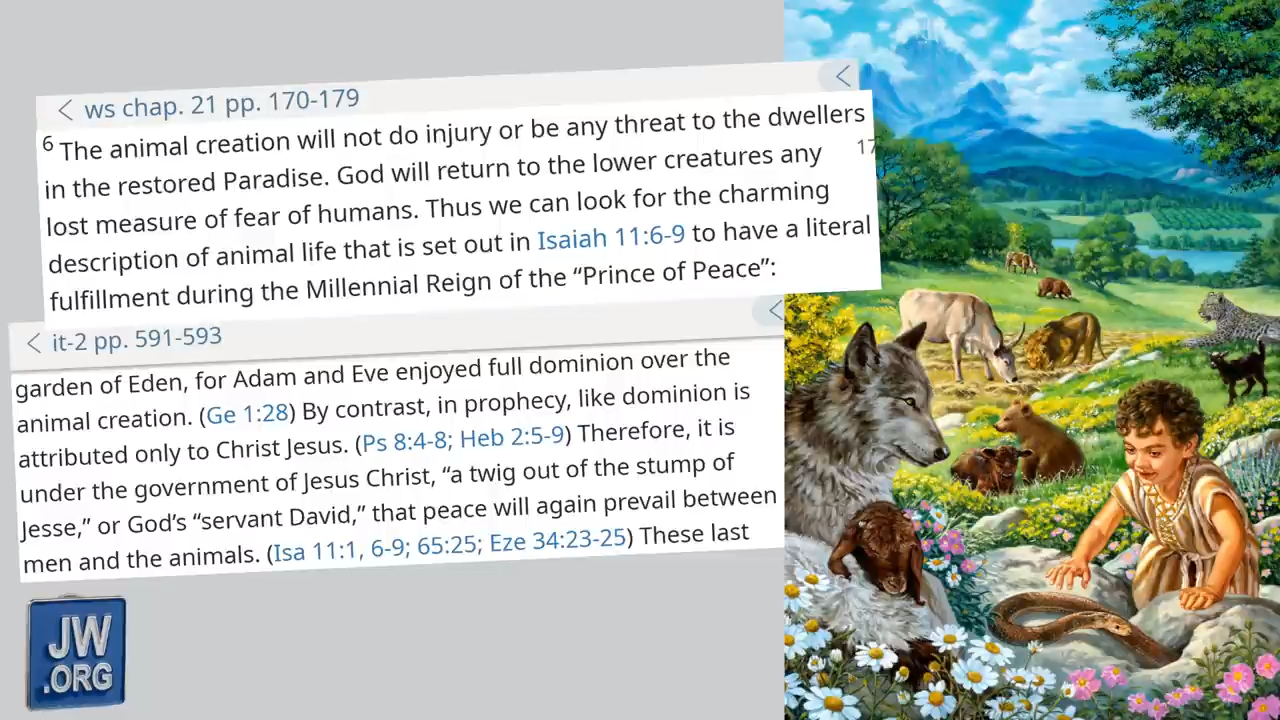 < ws chap. 21 pp. 170-179 <
6 The animal creation will not do injury or be any threat to the dwellers
in the restored Paradise. God will return to the lower creatures any 17
lost measure of fear of humans. Thus we can look for the charming
description of animal life that is set out in Isaiah 11:6-9 to have a literal
fulfillment during the Millennial Reign of the “Prince of Peace”:
< it-2 pp. 591-593 <
garden of Eden, for Adam and Eve enjoyed full dominion over the
animal creation. (Ge 1:28) By contrast, in prophecy, like dominion is
attributed only to Christ Jesus. (Ps 8:4-8; Heb 2:5-9) Therefore, it is
under the government of Jesus Christ, “a twig out of the stump of
Jesse,” or God’s “servant David,” that peace will again prevail between
men and the animals. (Isa 11:1, 6-9; 65:25; Eze 34:23-25) These last
JW
.ORG